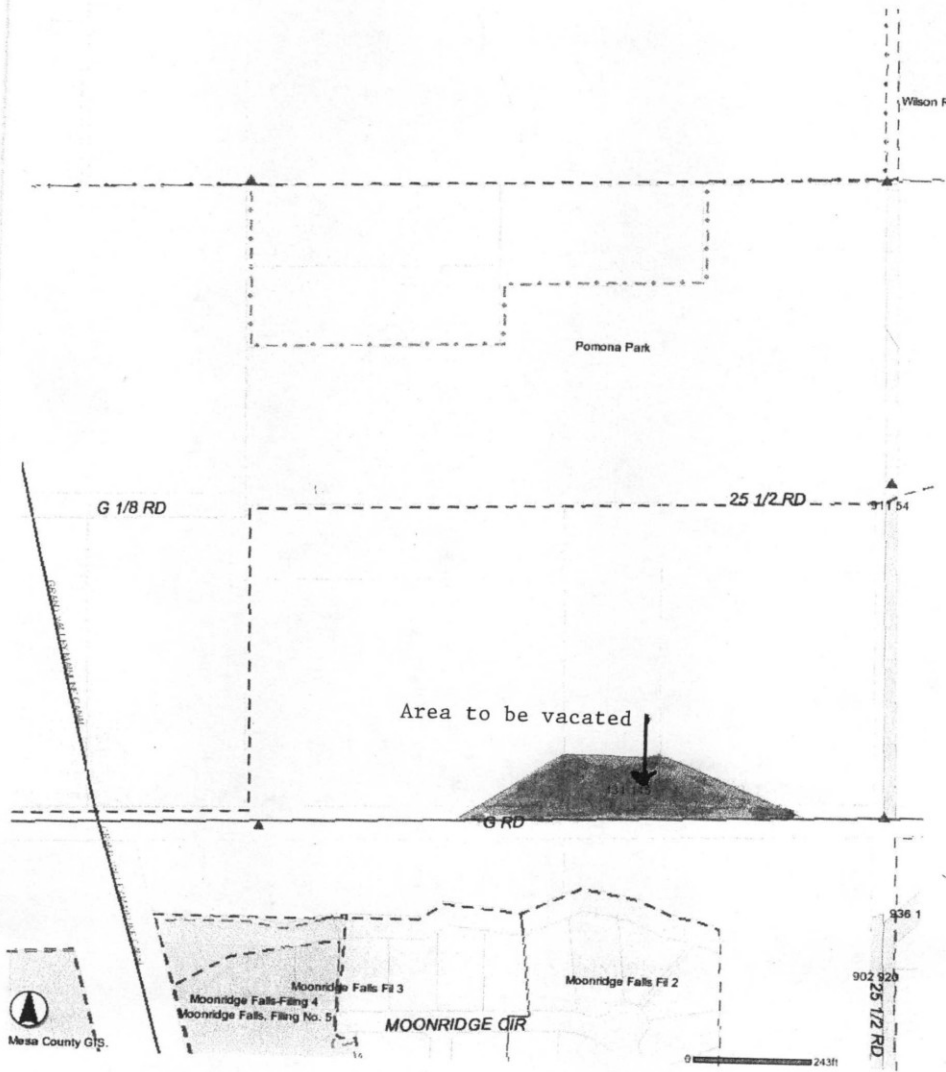 Wilson R
Pomona Park
G 1/8 RD
25 1/2 RD
911 54
Area to be vacated
G RD
936 1
Moonridge Falls Fil 3
Moonridge Falls Fil 2
902 920
Moonridge Falls-Filing 4
Moonridge Falls, Filing No. 5
MOONRIDGE CIR
25 1/2 RD
Mesa County GIS.
0
243ft